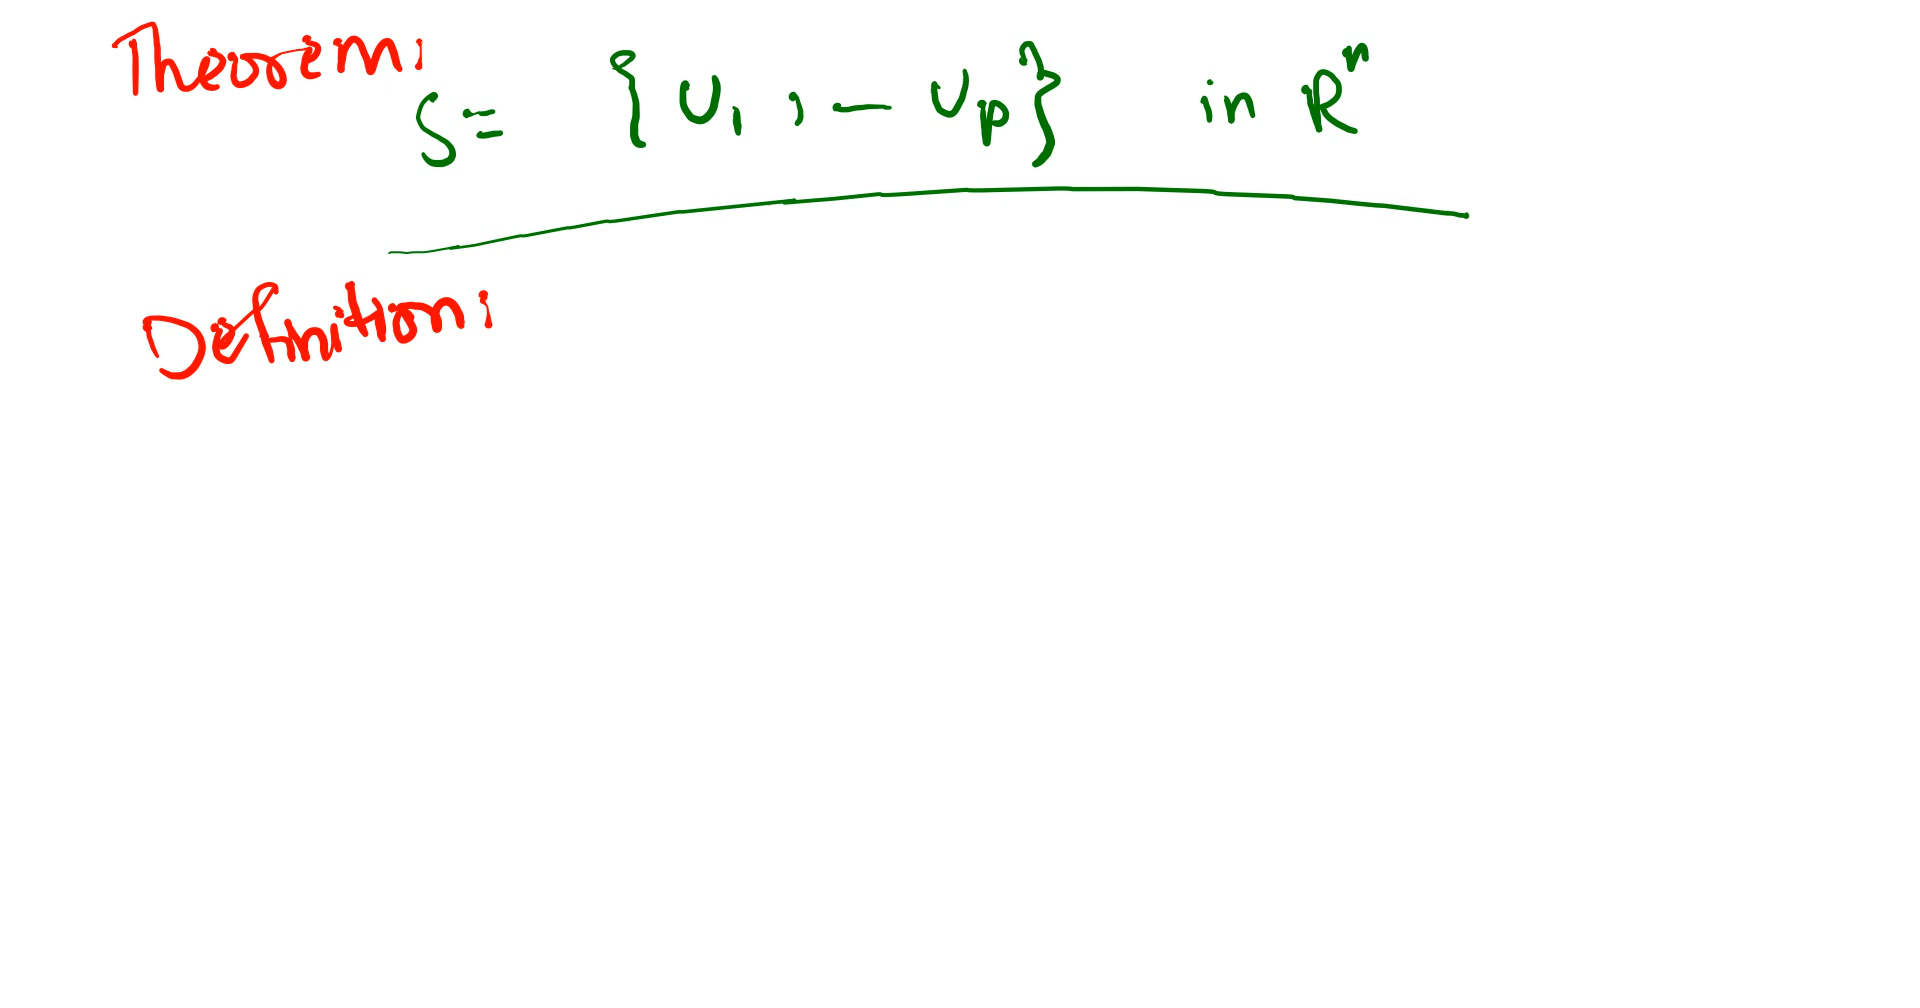 Theorem:
S = { U₁ , — Uₚ } in Rⁿ
Definition: